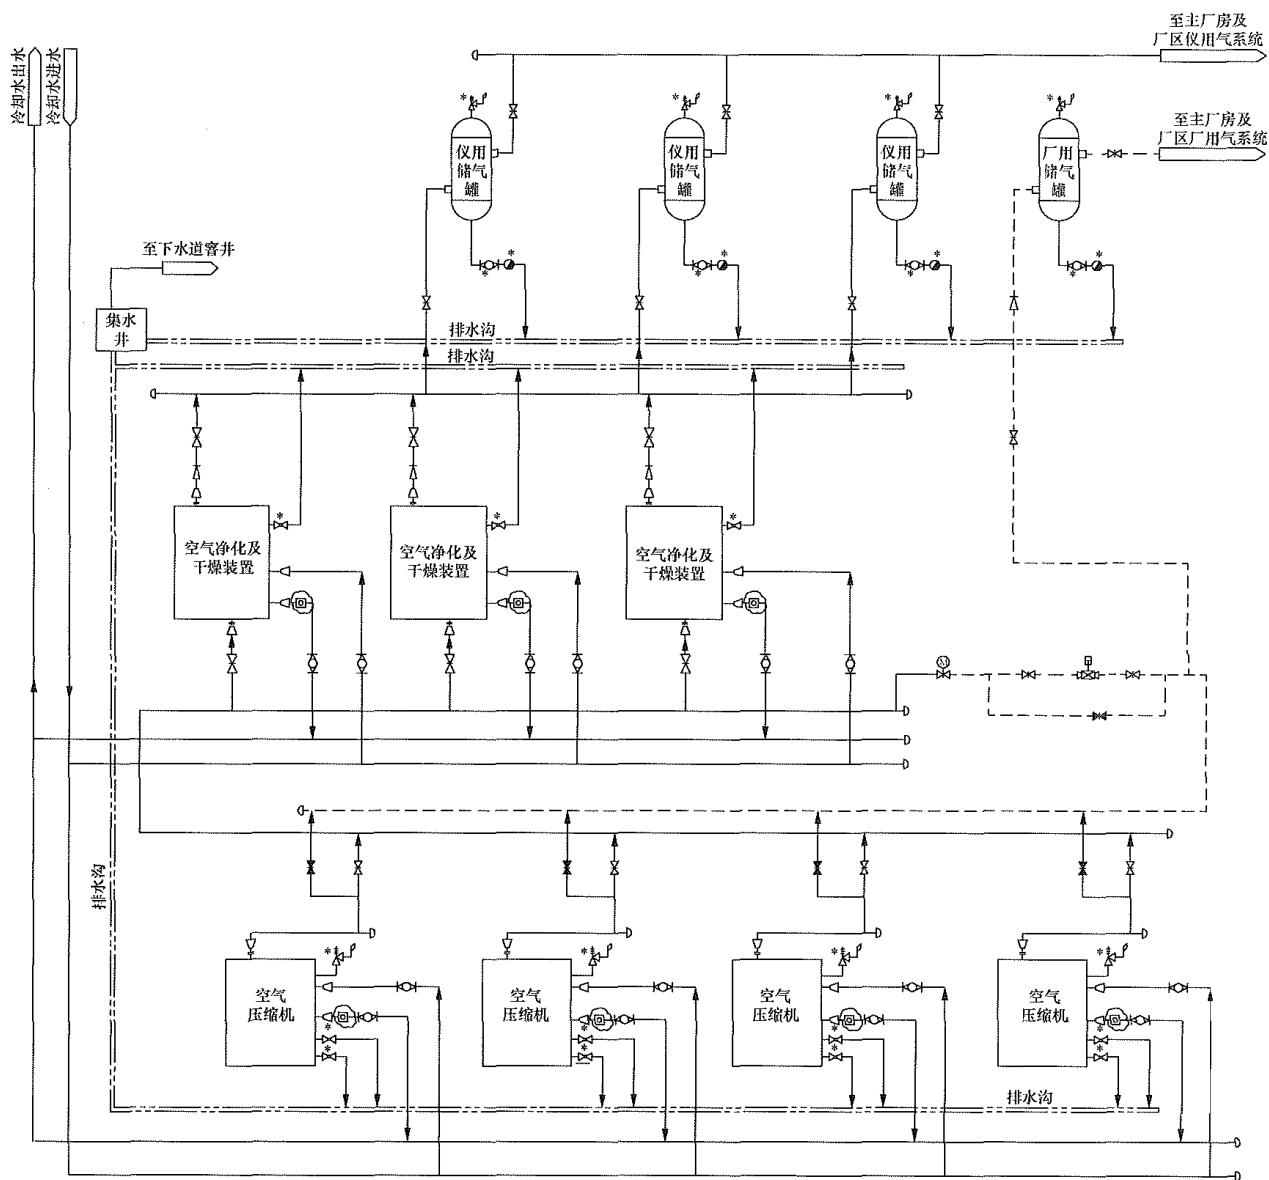 至主厂房及
厂区仪用气系统
冷却水出水
冷却水进水
至主厂房及
厂区厂用气系统
仪用
储气
罐
仪用
储气
罐
仪用
储气
罐
厂用
储气
罐
至下水道窨井
集水
井
排水沟
排水沟
空气净化及
干燥装置
空气净化及
干燥装置
空气净化及
干燥装置
M
排水沟
空气
压缩机
空气
压缩机
空气
压缩机
空气
压缩机
排水沟